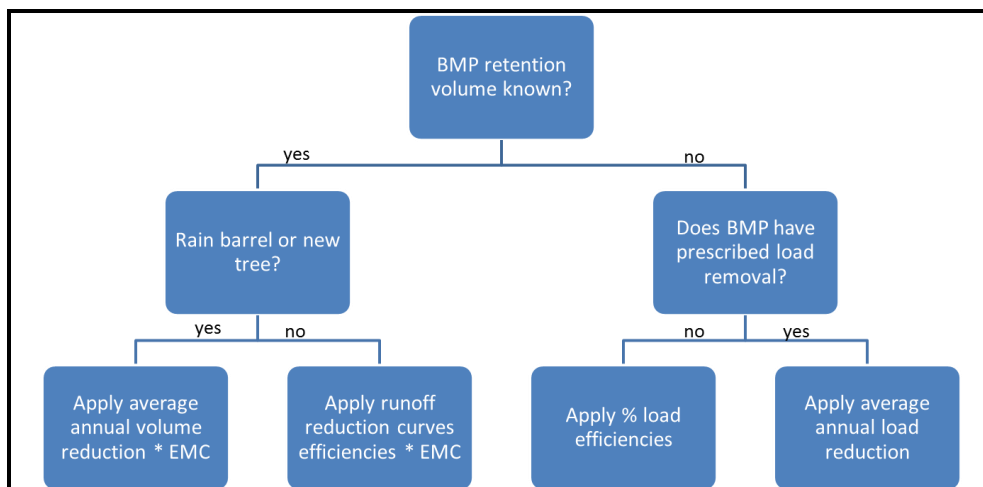 BMP retention
volume known?
yes
no
Rain barrel or new
tree?
Does BMP have
prescribed load
removal?
yes
no
no
yes
Apply average
annual volume
reduction * EMC
Apply runoff
reduction curves
efficiencies * EMC
Apply % load
efficiencies
Apply average
annual load
reduction